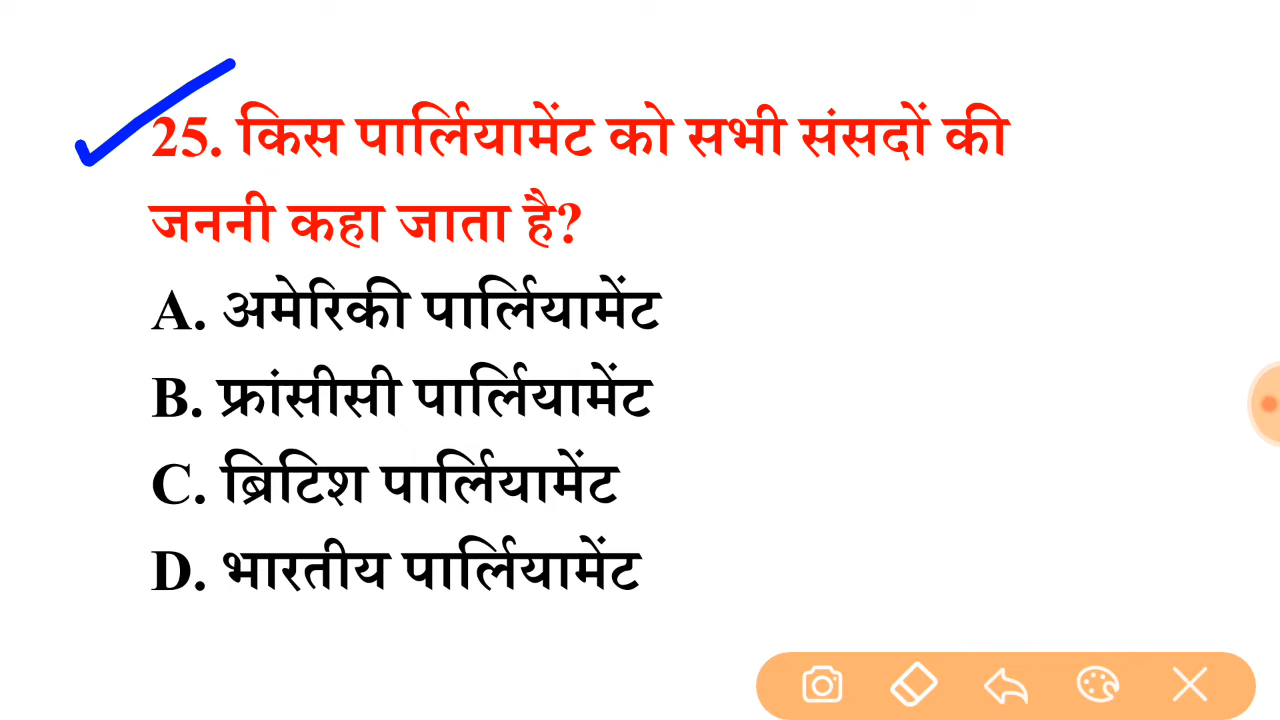 25. किस पार्लियामेंट को सभी संसदों की
जननी कहा जाता है?
A. अमेरिकी पार्लियामेंट
B. फ्रांसीसी पार्लियामेंट
C. ब्रिटिश पार्लियामेंट
D. भारतीय पार्लियामेंट